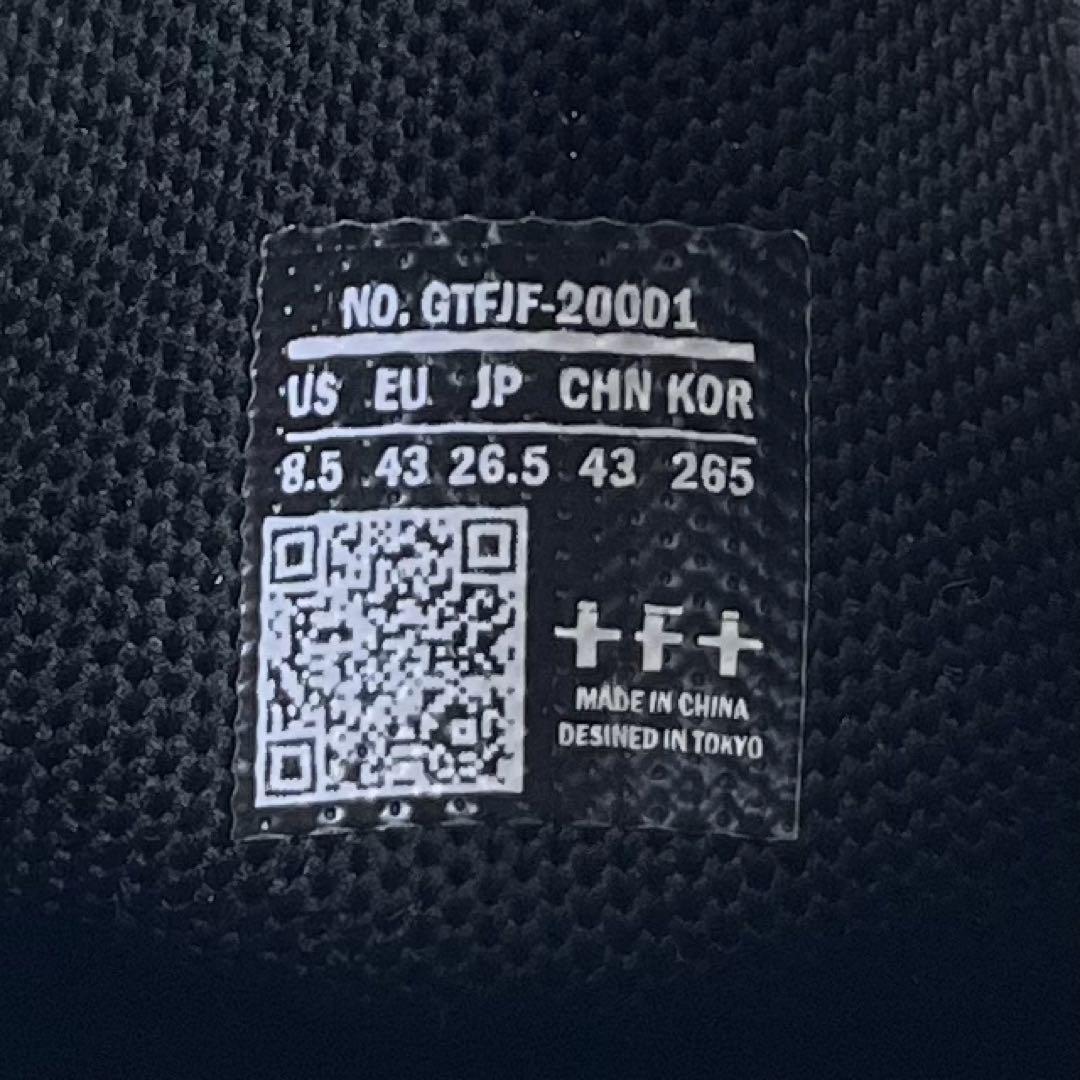 NO. GTFJF-20001
US EU JP CHN KOR
8.5 43 26.5 43 265
+F+
MADE IN CHINA
DESINED IN TOKYO